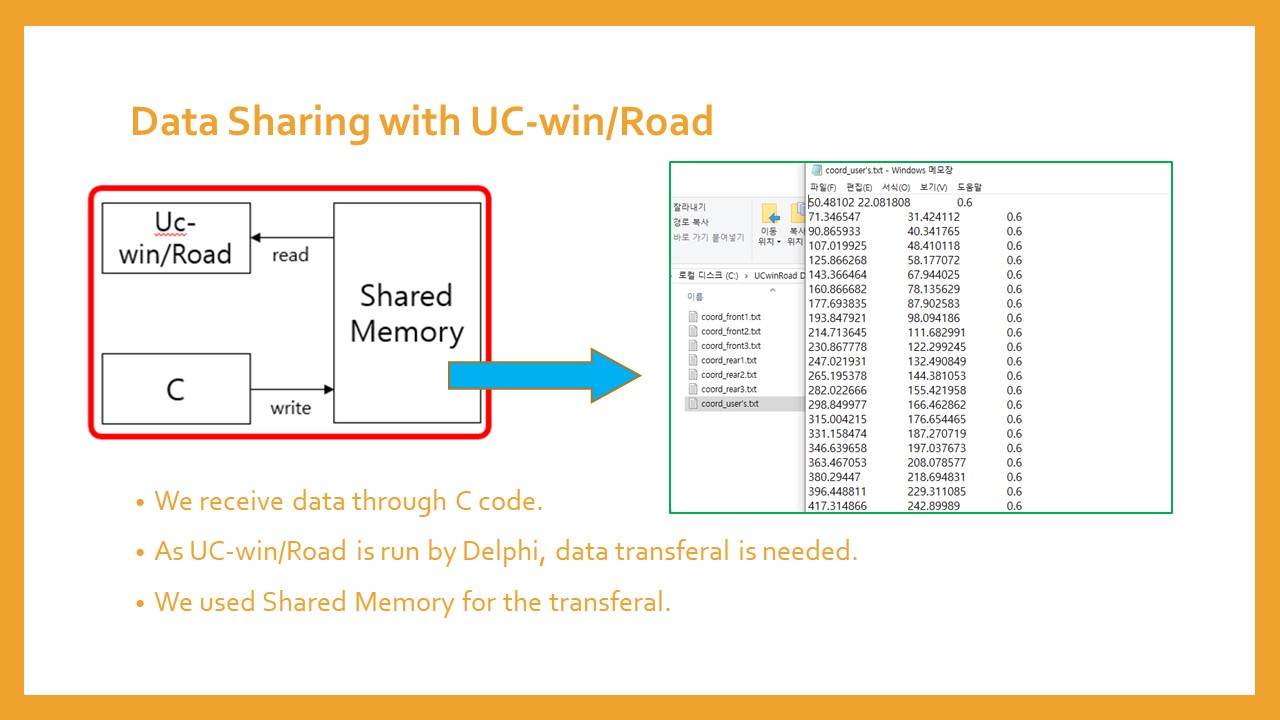 Data Sharing with UC-win/Road
Uc-
win/Road
read
Shared
Memory
C
write
잘라내기
경로 복사
바로 가기 붙여넣기
이동
위치
복사
위치
로컬 디스크 (C:) › UCwinRoad D
이름
coord_front1.txt
coord_front2.txt
coord_front3.txt
coord_rear1.txt
coord_rear2.txt
coord_rear3.txt
coord_user's.txt
coord_user's.txt - Windows 메모장
파일(F) 편집(E) 서식(O) 보기(V) 도움말
50.48102 22.081808 0.6
71.346547 31.424112 0.6
90.865933 40.341765 0.6
107.019925 48.410118 0.6
125.866268 58.177072 0.6
143.366464 67.944025 0.6
160.866682 78.135629 0.6
177.693835 87.902583 0.6
193.847921 98.094186 0.6
214.713645 111.682991 0.6
230.867778 122.299245 0.6
247.021931 132.490849 0.6
265.195378 144.381053 0.6
282.022666 155.421958 0.6
298.849977 166.462862 0.6
315.004215 176.654465 0.6
331.158474 187.270719 0.6
346.639658 197.037673 0.6
363.467053 208.078577 0.6
380.29447 218.694831 0.6
396.448811 229.311085 0.6
417.314866 242.89989 0.6
• We receive data through C code.
• As UC-win/Road is run by Delphi, data transferal is needed.
• We used Shared Memory for the transferal.